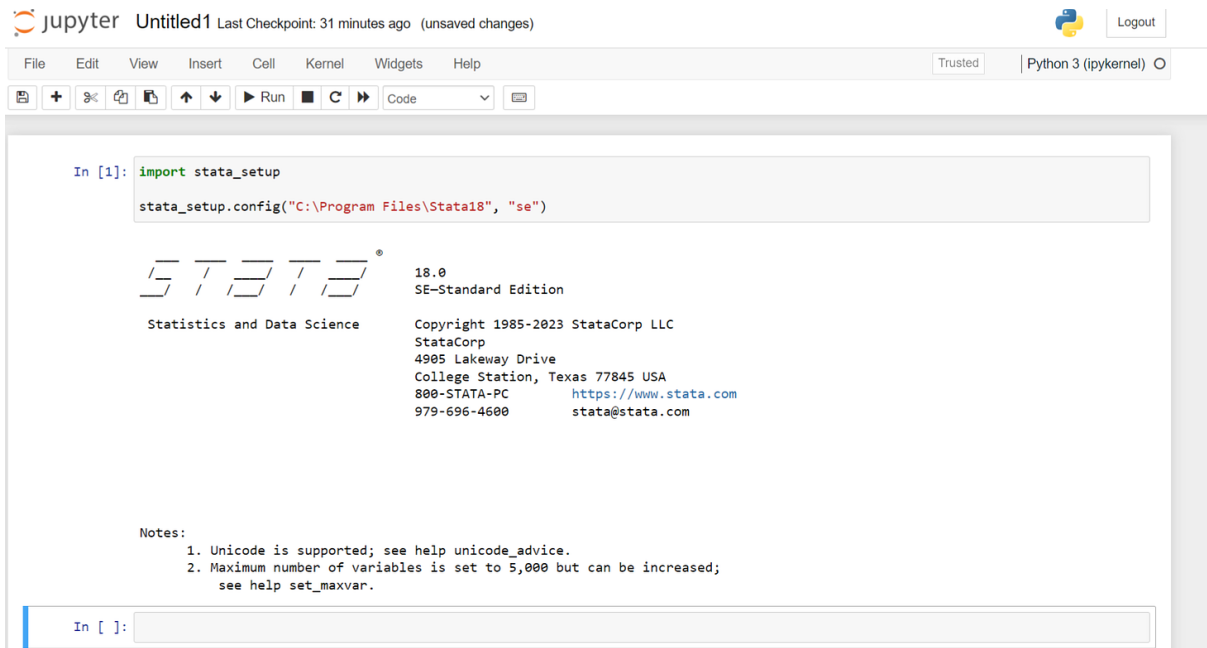 jupyter Untitled1 Last Checkpoint: 31 minutes ago (unsaved changes) Logout
File Edit View Insert Cell Kernel Widgets Help Trusted Python 3 (ipykernel)
Run Code
In [1]: import stata_setup
stata_setup.config("C:\Program Files\Stata18", "se")
STATA ®
18.0
SE—Standard Edition
Statistics and Data Science Copyright 1985-2023 StataCorp LLC
StataCorp
4905 Lakeway Drive
College Station, Texas 77845 USA
800-STATA-PC https://www.stata.com
979-696-4600 stata@stata.com
Notes:
1. Unicode is supported; see help unicode_advice.
2. Maximum number of variables is set to 5,000 but can be increased;
see help set_maxvar.
In [ ]: